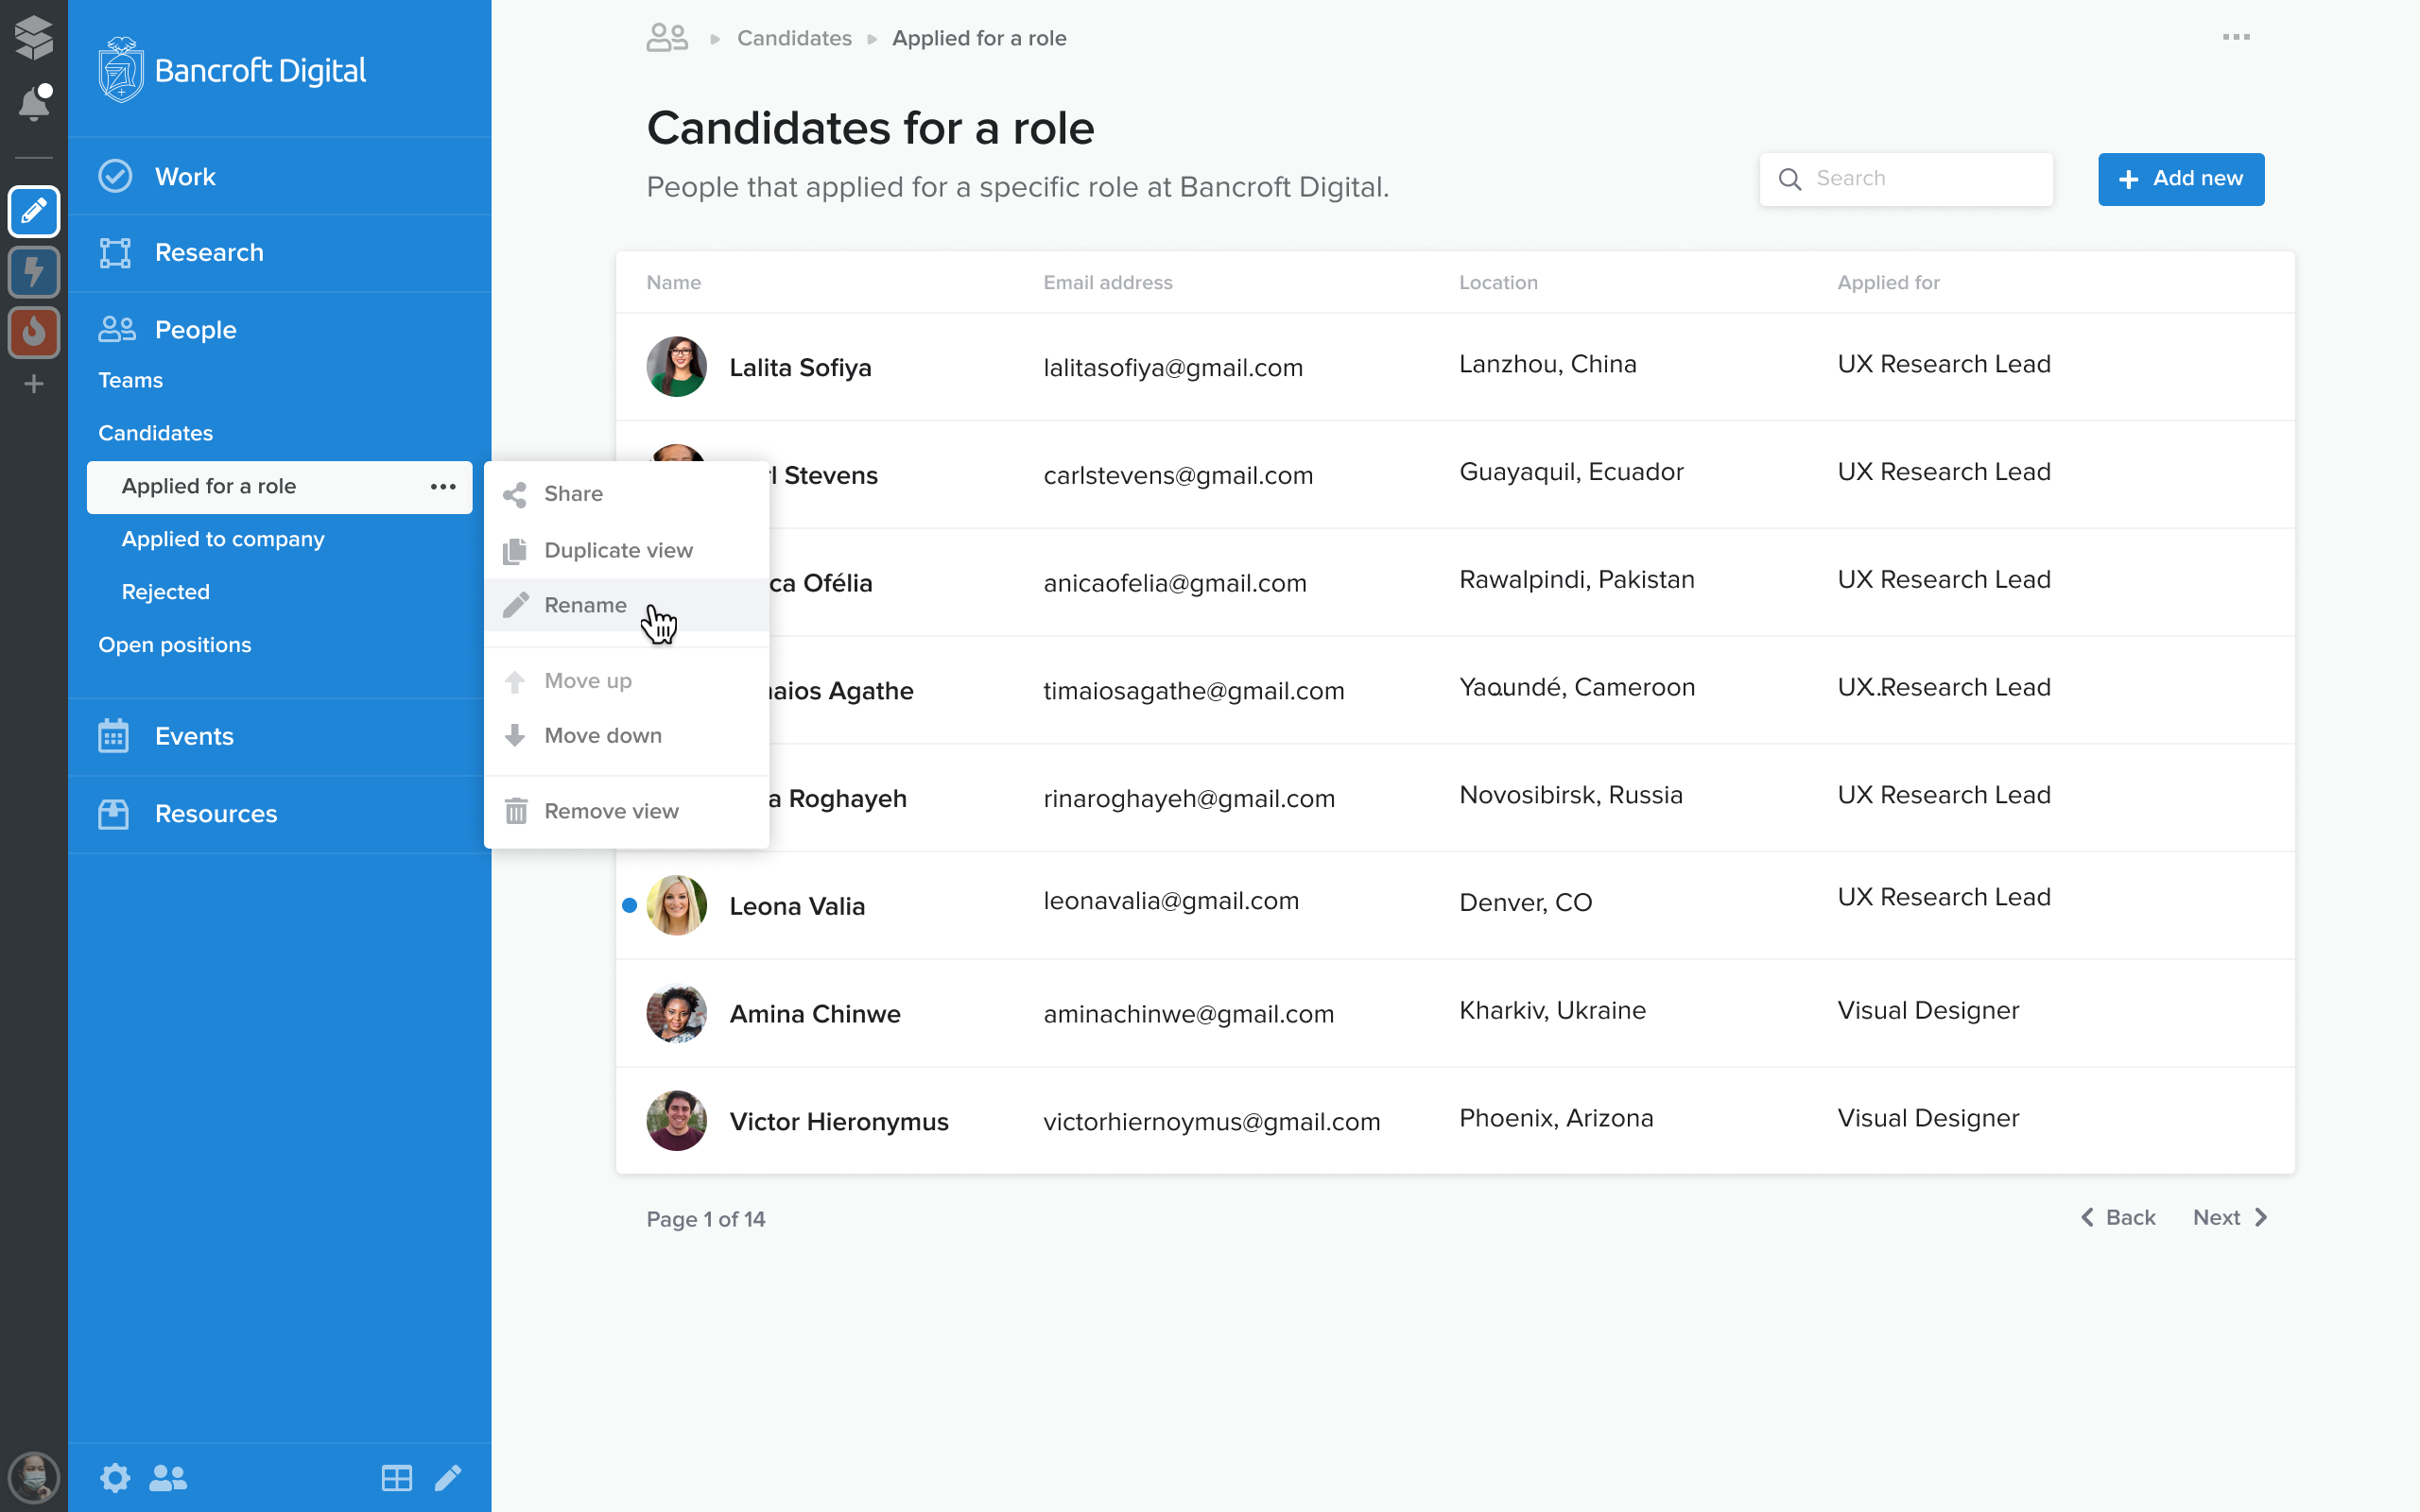 Bancroft Digital
Work
Research
People
Teams
Candidates
Applied for a role
Applied to company
Rejected
Open positions
Events
Resources
Share
Duplicate view
Rename
Move up
Move down
Remove view
Candidates Applied for a role
Candidates for a role
People that applied for a specific role at Bancroft Digital.
Search
Add new
Name Email address Location Applied for
Lalita Sofiya lalitasofiya@gmail.com Lanzhou, China UX Research Lead
Stevens carlstevens@gmail.com Guayaquil, Ecuador UX Research Lead
Ofélia anicaofelia@gmail.com Rawalpindi, Pakistan UX Research Lead
Agathe timaiosagathe@gmail.com Yaoundé, Cameroon UX..Research Lead
Roghayeh rinaroghayeh@gmail.com Novosibirsk, Russia UX Research Lead
Leona Valia leonavalia@gmail.com Denver, CO UX Research Lead
Amina Chinwe aminachinwe@gmail.com Kharkiv, Ukraine Visual Designer
Victor Hieronymus victorhiernoymus@gmail.com Phoenix, Arizona Visual Designer
Page 1 of 14
Back Next